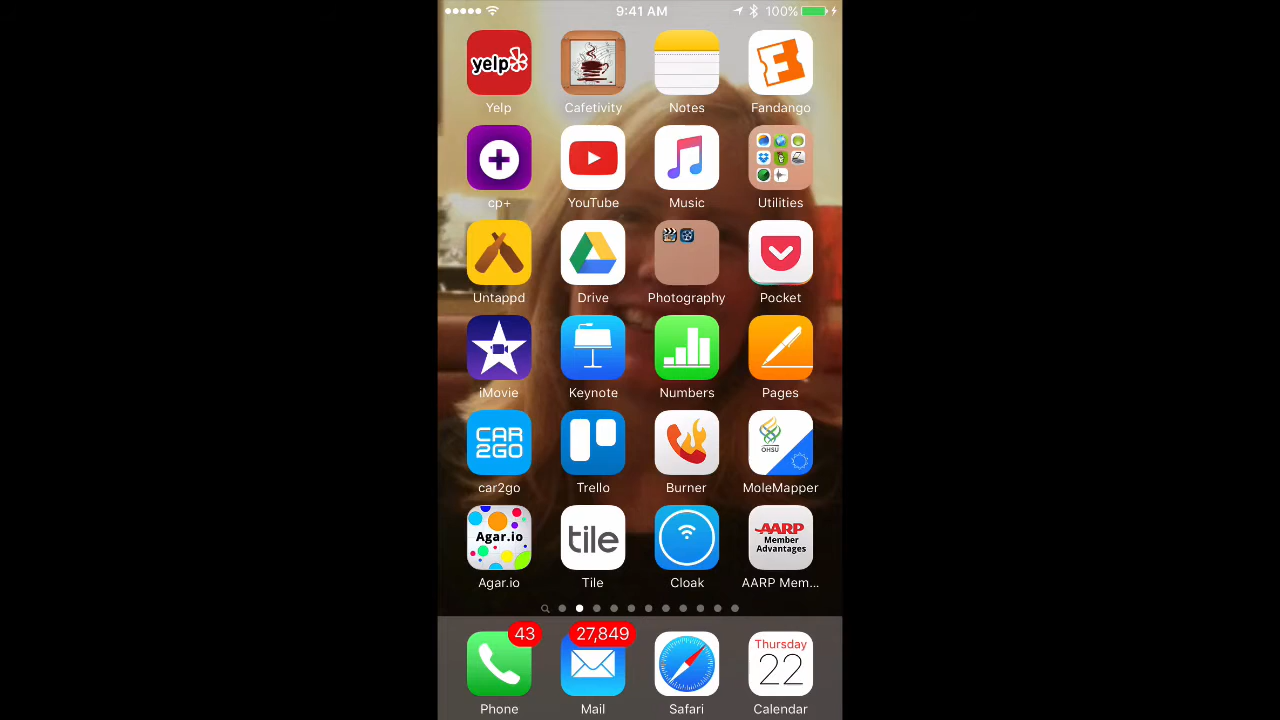 9:41 AM 100%
yelp
Yelp Cafetivity Notes Fandango
cp+ YouTube Music Utilities
Untappd Drive Photography Pocket
iMovie Keynote Numbers Pages
CAR
2GO
OHSU
car2go Trello Burner MoleMapper
Agar.io tile AARP
Member
Advantages
Agar.io Tile Cloak AARP Mem...
43 27,849 Thursday
22
Phone Mail Safari Calendar